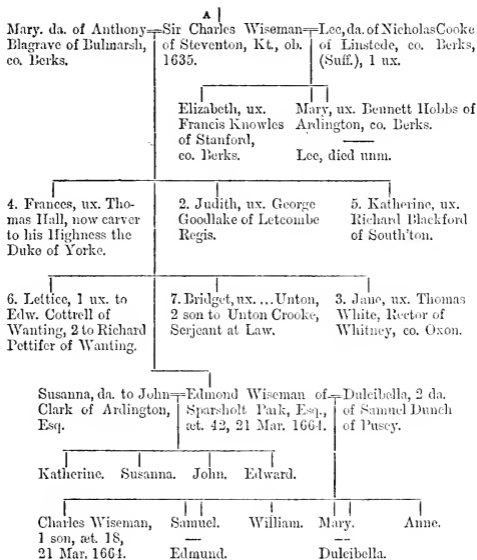 A
Mary. da. of Anthony Blagrave of Bulmarsh, co. Berks.
Sir Charles Wiseman of Steventon, Kt., ob. 1635.
Lee, da. of Nicholas Cooke of Linstede, co. Berks, (Suff.), 1 ux.
Elizabeth, ux.
Francis Knowles
of Stanford,
co. Berks.
Mary, ux. Bennett Hobbs of
Ardington, co. Berks.
Lee, died unm.
4. Frances, ux. Tho-
mas Hall, now carver
to his Highness the
Duke of Yorke.
2. Judith, ux. George
Goodlake of Letcombe
Regis.
5. Katherine, ux.
Richard Blackford
of South'ton.
6. Lettice, 1 ux. to
Edw. Cottrell of
Wanting, 2 to Richard
Pettifer of Wanting.
7. Bridget, ux. ... Unton,
2 son to Unton Crooke,
Serjeant at Law.
3. Jane, ux. Thomas
White, Rector of
Whitney, co. Oxon.
Susanna, da. to John
Clark of Ardington,
Esq.
Edmond Wiseman of
Sparsholt Park, Esq.,
æt. 42, 21 Mar. 1664.
Dulcibella, 2 da.
of Samuel Dunch
of Pusey.
Katherine. Susanna. John. Edward.
Charles Wiseman,
1 son, æt. 18,
21 Mar. 1664.
Samuel.
Edmund.
William.
Mary.
Dulcibella.
Anne.